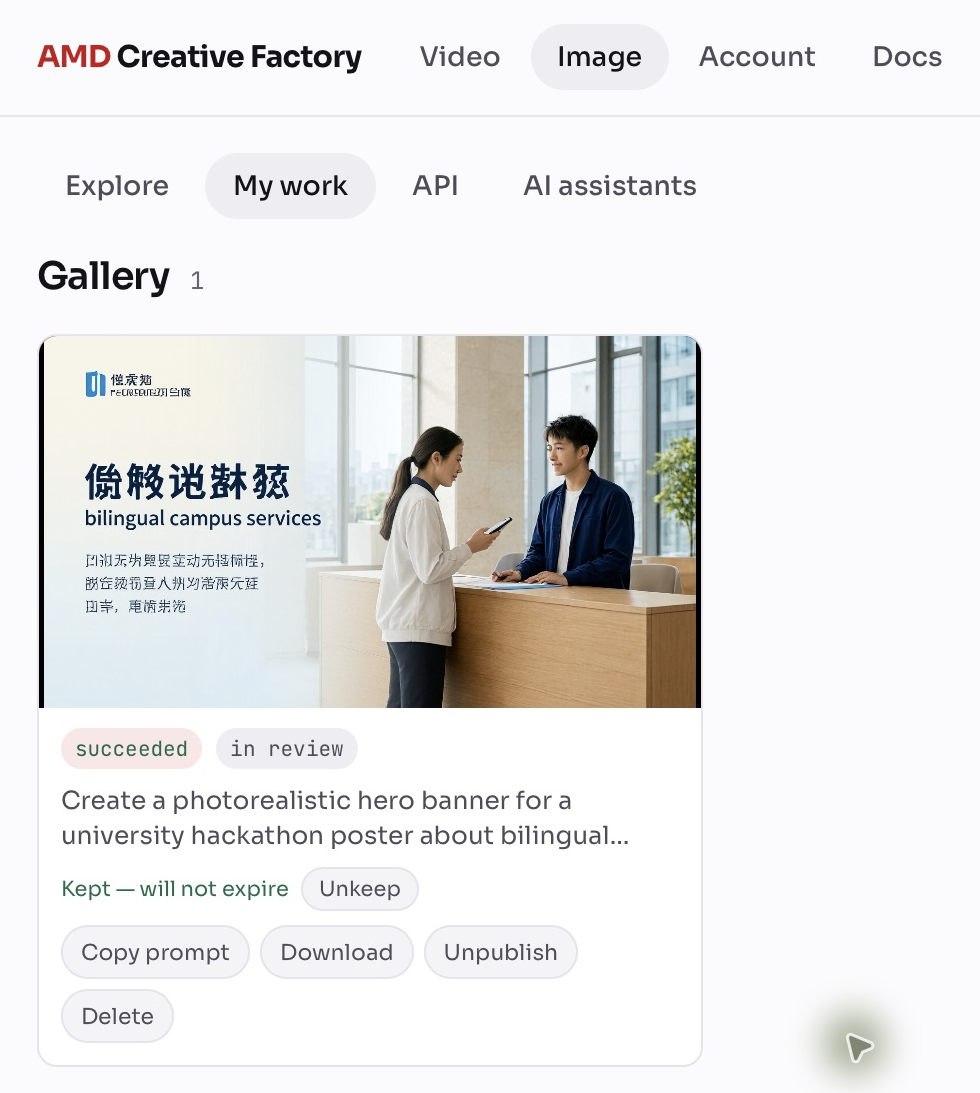 AMD Creative Factory
Video
Image
Account
Docs
Explore
My work
API
AI assistants
Gallery 1
bilingual campus services
succeeded
in review
Create a photorealistic hero banner for a
university hackathon poster about bilingual...
Kept — will not expire
Unkeep
Copy prompt
Download
Unpublish
Delete